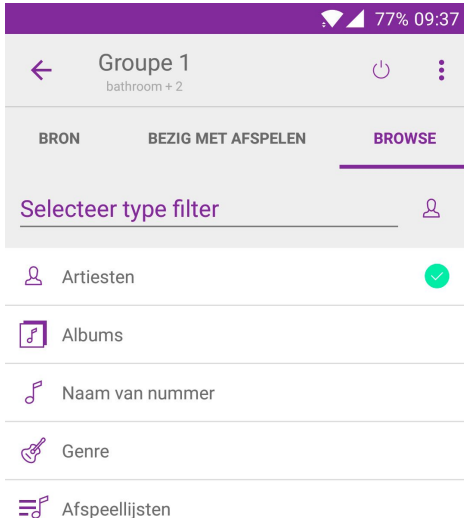 77% 09:37
Groupe 1
bathroom + 2
BRON BEZIG MET AFSPELEN BROWSE
Selecteer type filter
Artiesten
Albums
Naam van nummer
Genre
Afspeellijsten